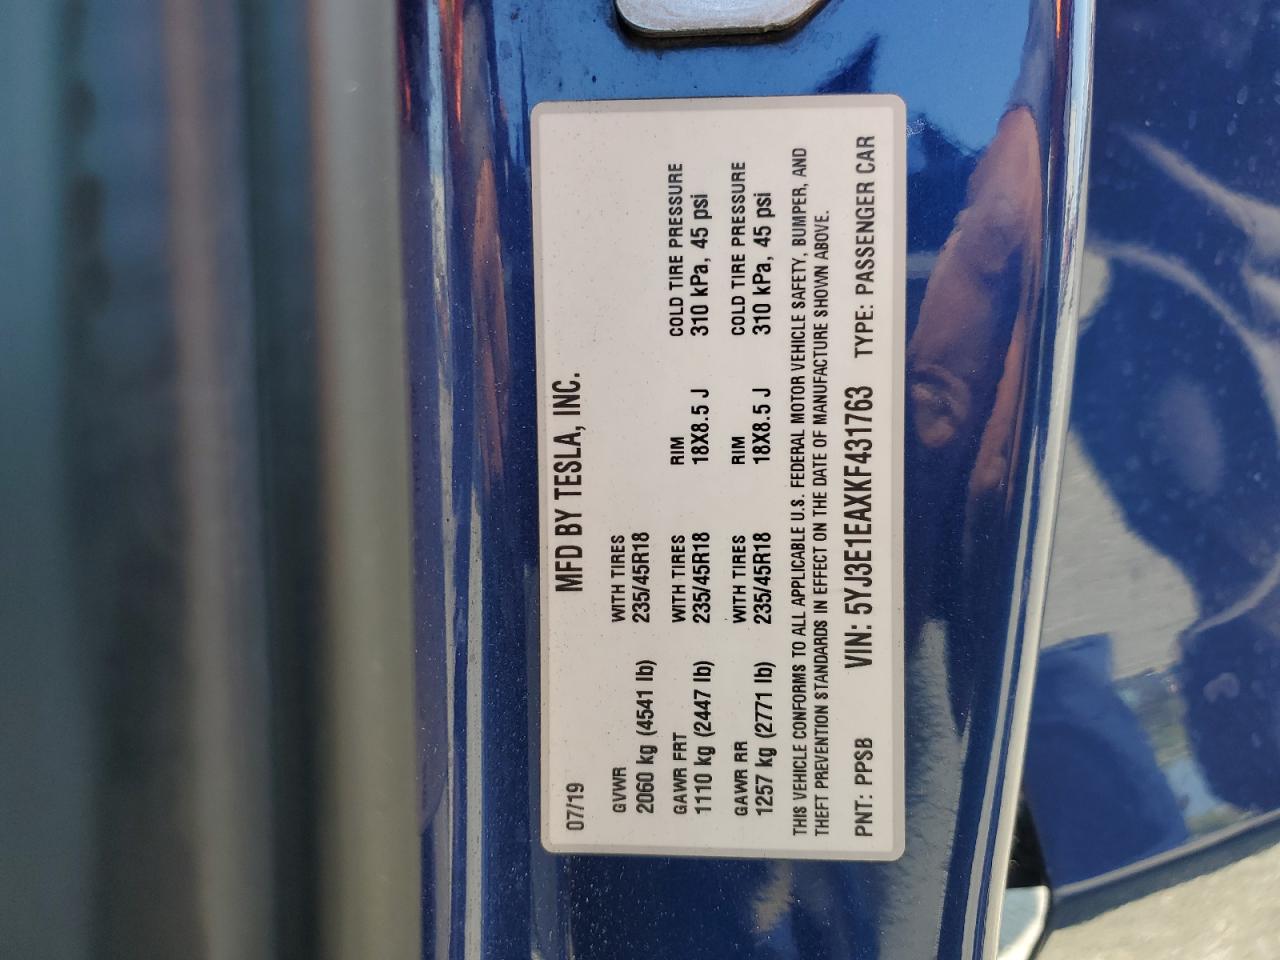 07/19 MFD BY TESLA, INC.
GVWR WITH TIRES
2060 kg (4541 lb) 235/45R18
GAWR FRT WITH TIRES RIM COLD TIRE PRESSURE
1110 kg (2447 lb) 235/45R18 18X8.5 J 310 kPa, 45 psi
GAWR RR WITH TIRES RIM COLD TIRE PRESSURE
1257 kg (2771 lb) 235/45R18 18X8.5 J 310 kPa, 45 psi
THIS VEHICLE CONFORMS TO ALL APPLICABLE U.S. FEDERAL MOTOR VEHICLE SAFETY, BUMPER, AND
THEFT PREVENTION STANDARDS IN EFFECT ON THE DATE OF MANUFACTURE SHOWN ABOVE.
PNT: PPSB VIN: 5YJ3E1EAXKF431763 TYPE: PASSENGER CAR